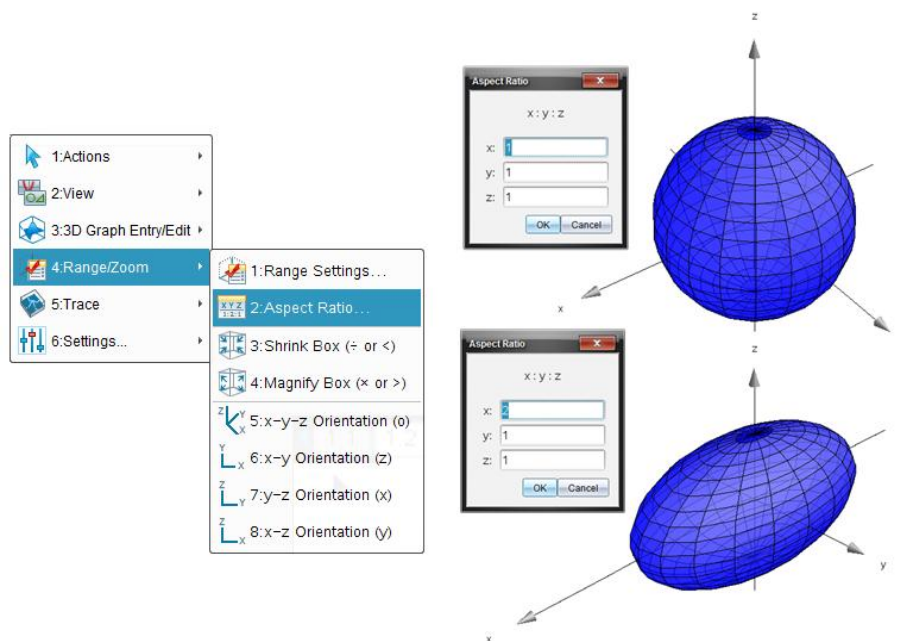 1:Actions
2:View
3:3D Graph Entry/Edit
4:Range/Zoom
5:Trace
6:Settings...
1:Range Settings...
2:Aspect Ratio...
3:Shrink Box (÷ or <)
4:Magnify Box (× or >)
5:x-y-z Orientation (o)
6:x-y Orientation (z)
7:y-z Orientation (x)
8:x-z Orientation (y)
Aspect Ratio
x:y:z
x: 1
y: 1
z: 1
OK Cancel
z
x
Aspect Ratio
x:y:z
x: 2
y: 1
z: 1
OK Cancel
z
y
x